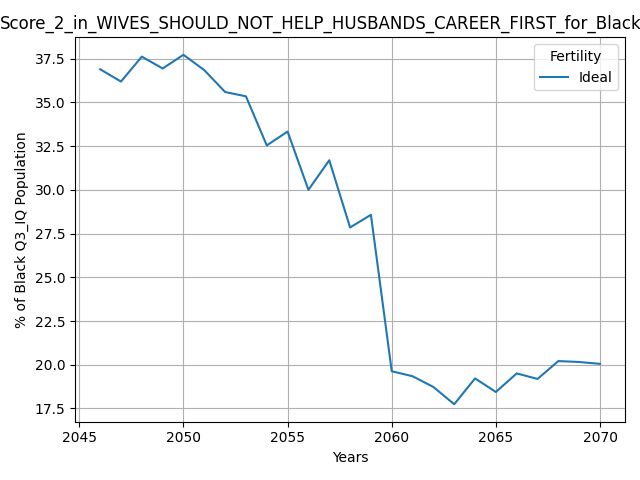 Score_2_in_WIVES_SHOULD_NOT_HELP_HUSBANDS_CAREER_FIRST_for_Black
Fertility
Ideal
37.5
35.0
32.5
30.0
27.5
25.0
22.5
20.0
17.5
% of Black Q3_IQ Population
2045 2050 2055 2060 2065 2070
Years